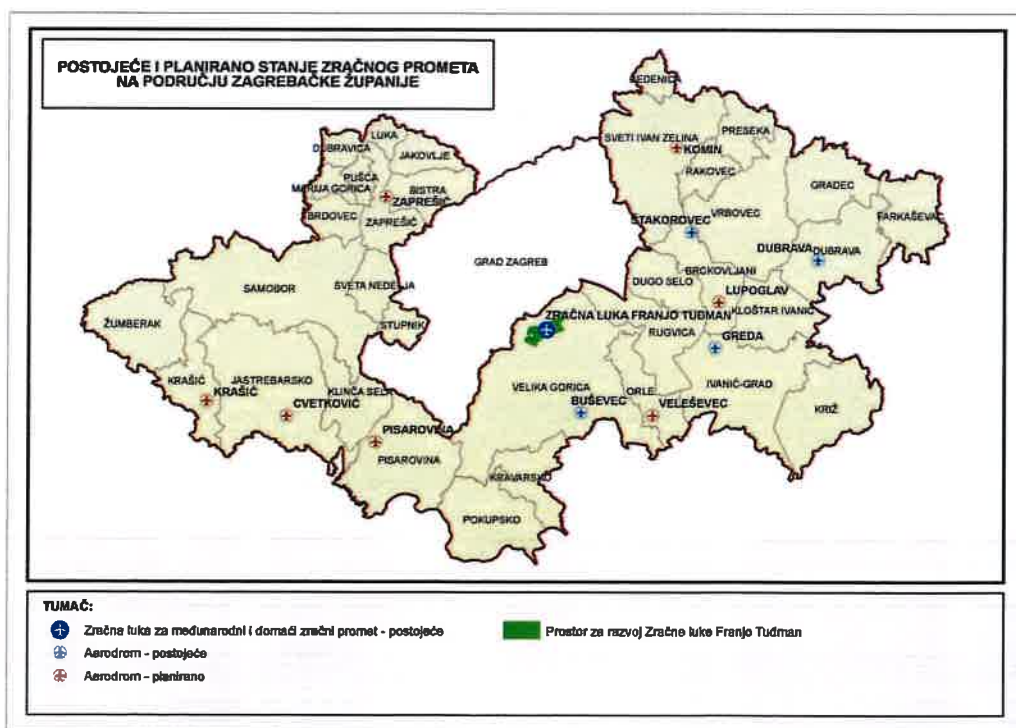 POSTOJEĆE I PLANIRANO STANJE ZRAČNOG PROMETA
NA PODRUČJU ZAGREBAČKE ŽUPANIJE
BEDENICA
LUKA
SVETI IVAN ZELINA
PRESEKA
DUBRAVICA
KOMIN
JAKOVLJE
PUŠĆA
RAKOVEC
MARIJA GORICA
BISTRA
GRADEC
ZAPREŠIĆ
BRDOVEC
ZAPREŠIĆ
VRBOVEC
FARKAŠEVAC
ŠTAKOROVEC
DUBRAVA
DUBRAVA
GRAD ZAGREB
BRCKOVLJANI
DUGO SELO
SAMOBOR
SVETA NEDELJA
LUPOGLAV
KLOŠTAR IVANIĆ
ZRAČNA LUKA FRANJO TUĐMAN
ŽUMBERAK
STUPNIK
RUGVICA
GREDA
KRAŠIĆ
JASTREBARSKO
KLINČA SELA
VELIKA GORICA
ORLE
IVANIĆ-GRAD
KRAŠIĆ
CVETKOVIĆ
BUŠEVEC
VELEŠEVEC
KRIŽ
PISAROVINA
PISAROVINA
KRAVARSKO
POKUPSKO
TUMAČ:
Zračna luka za međunarodni i domaći zračni promet - postojeće
Prostor za razvoj Zračne luke Franjo Tuđman
Aerodrom - postojeće
Aerodrom - planirano